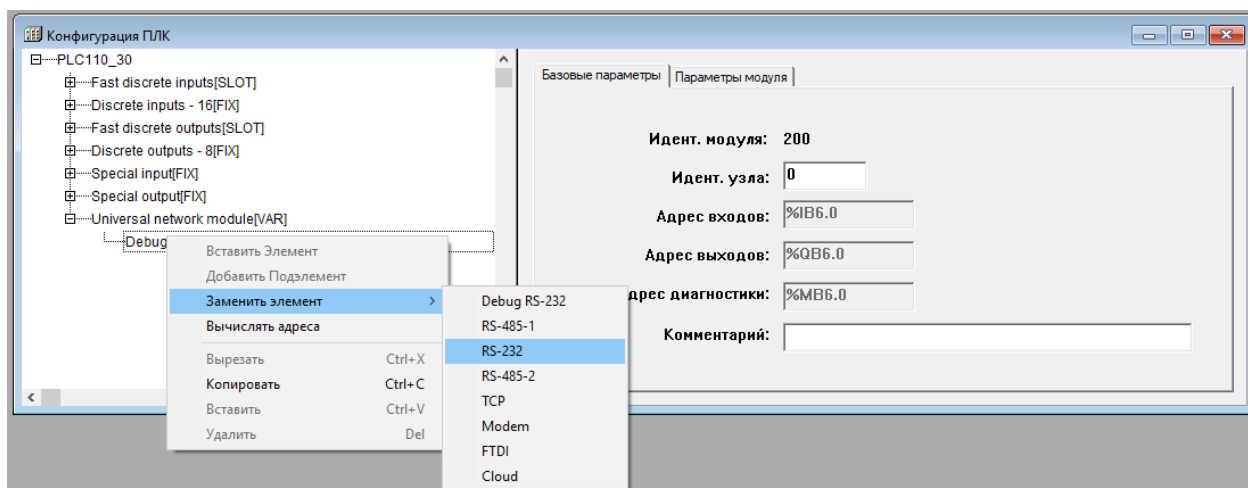 Конфигурация ПЛК
PLC110_30
Fast discrete inputs[SLOT]
Discrete inputs - 16[FIX]
Fast discrete outputs[SLOT]
Discrete outputs - 8[FIX]
Special input[FIX]
Special output[FIX]
Universal network module[VAR]
Debug
Вставить Элемент
Добавить Подэлемент
Заменить элемент
Вычислять адреса
Вырезать Ctrl+X
Копировать Ctrl+C
Вставить Ctrl+V
Удалить Del
Debug RS-232
RS-485-1
RS-232
RS-485-2
TCP
Modem
FTDI
Cloud
Базовые параметры Параметры модуля
Идент. модуля: 200
Идент. узла: 0
Адрес входов: %IB6.0
Адрес выходов: %QB6.0
дрес диагностики: %MB6.0
Комментарий: